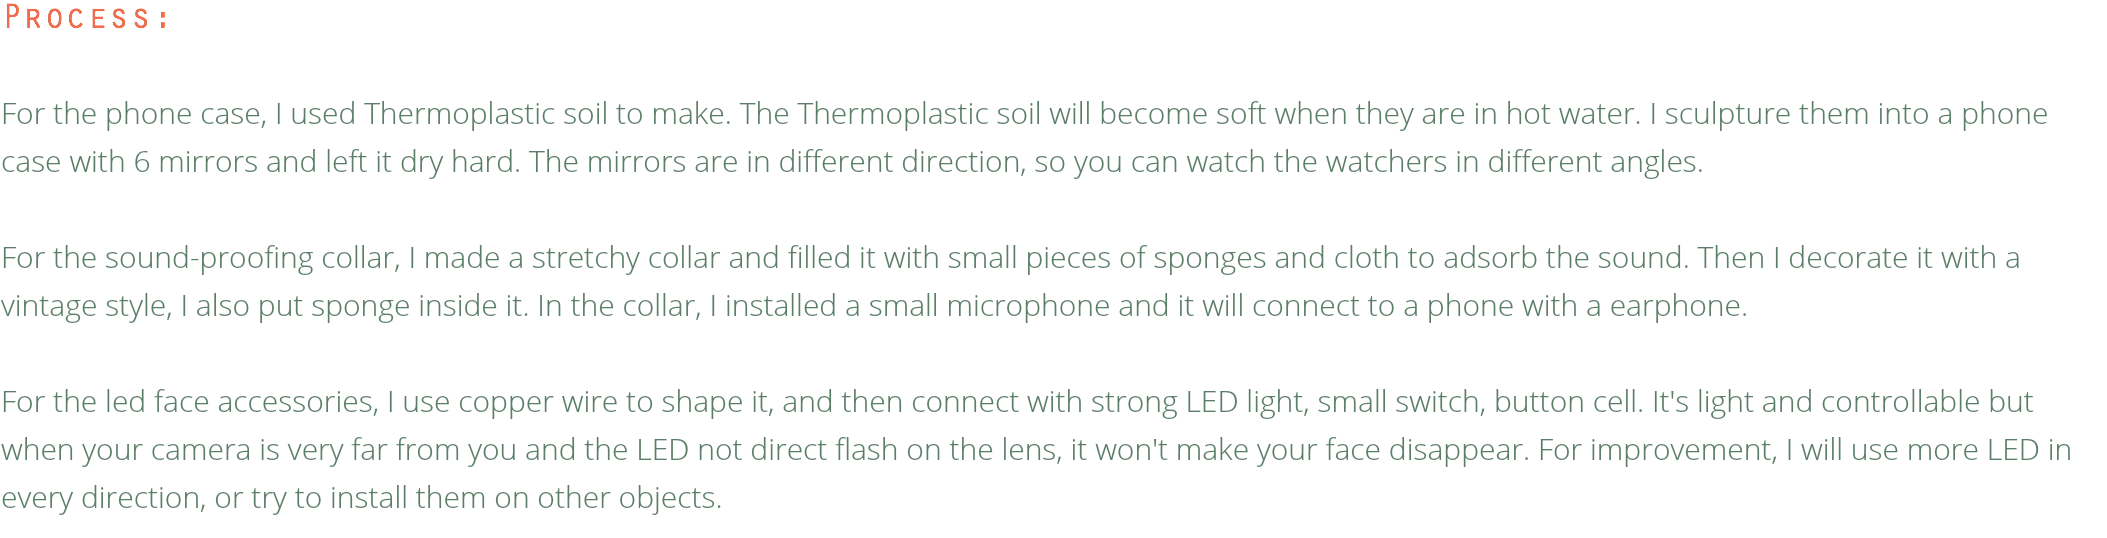 Process:
For the phone case, I used Thermoplastic soil to make. The Thermoplastic soil will become soft when they are in hot water. I sculpture them into a phone
case with 6 mirrors and left it dry hard. The mirrors are in different direction, so you can watch the watchers in different angles.
For the sound-proofing collar, I made a stretchy collar and filled it with small pieces of sponges and cloth to adsorb the sound. Then I decorate it with a
vintage style, I also put sponge inside it. In the collar, I installed a small microphone and it will connect to a phone with a earphone.
For the led face accessories, I use copper wire to shape it, and then connect with strong LED light, small switch, button cell. It's light and controllable but
when your camera is very far from you and the LED not direct flash on the lens, it won't make your face disappear. For improvement, I will use more LED in
every direction, or try to install them on other objects.